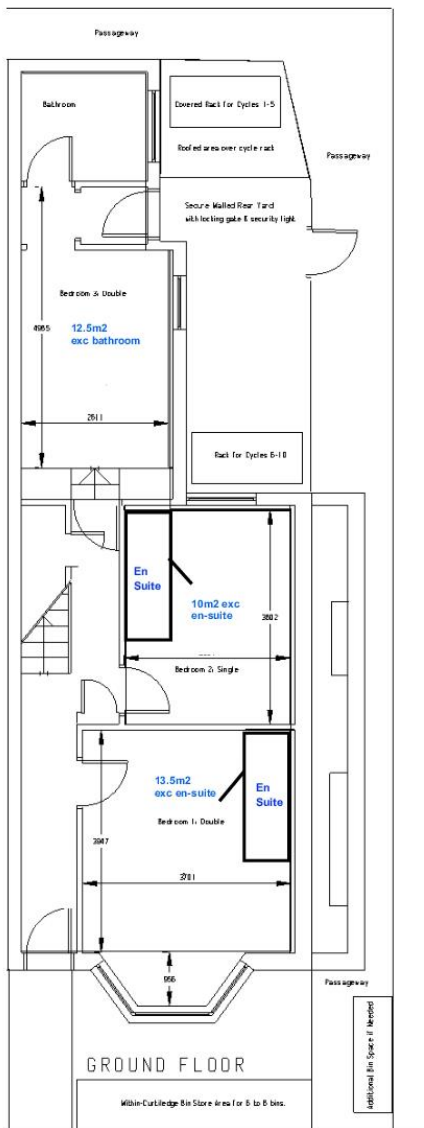 Passageway
Bathroom
Covered Rack for Cycles 1-5
Roofed area over cycle rack
Passageway
Secure Walled Rear Yard
with locking gate & security light
Bedroom 3: Double
12.5m2
exc bathroom
4965
2611
Rack for Cycles 6-10
En
Suite
10m2 exc
en-suite
3802
Bedroom 2: Single
13.5m2
exc en-suite
En
Suite
Bedroom 1: Double
3947
3701
956
Passageway
GROUND FLOOR
Additional Bin Space if Needed
Within-Curtiledge Bin Store Area for 6 to 8 bins.